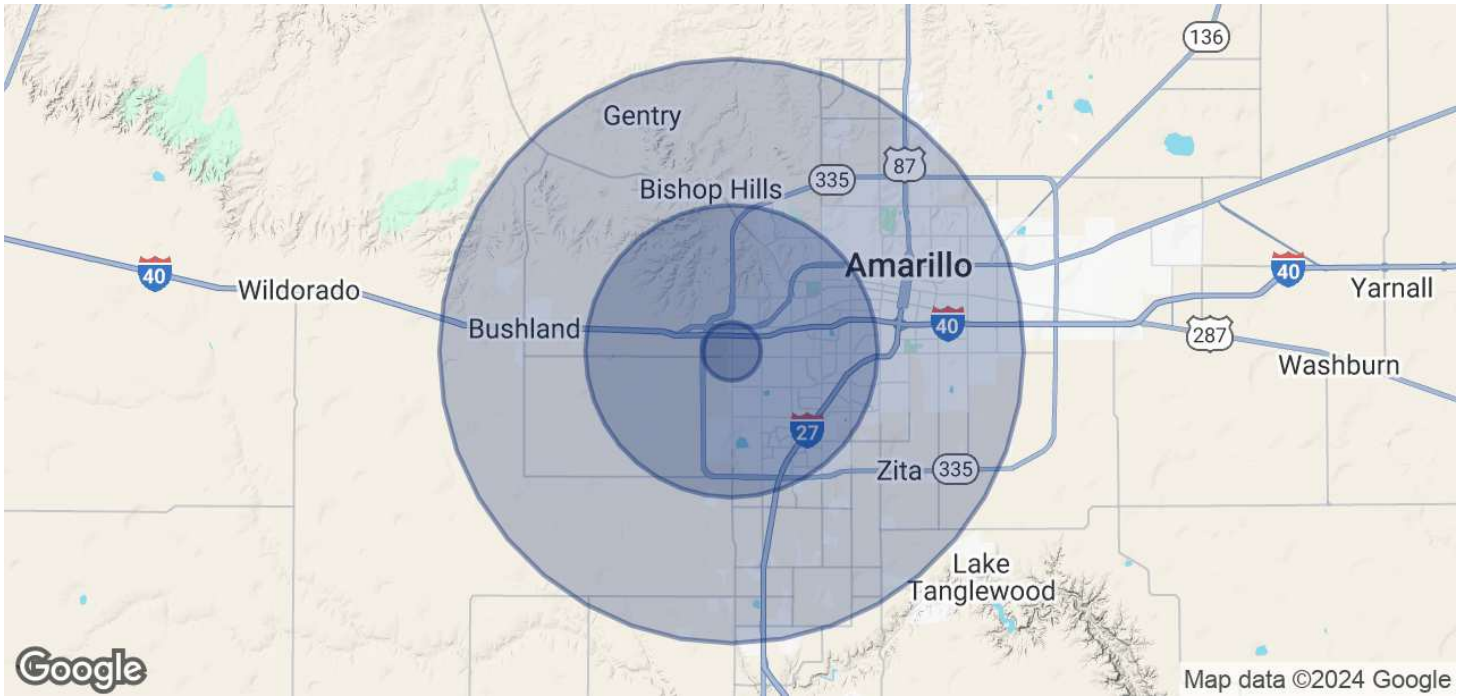 136
Gentry
87
Bishop Hills
335
Amarillo
40
Wildorado
40
Yarnall
Bushland
40
287
Washburn
27
Zita
335
Lake
Tanglewood
Google
Map data ©2024 Google